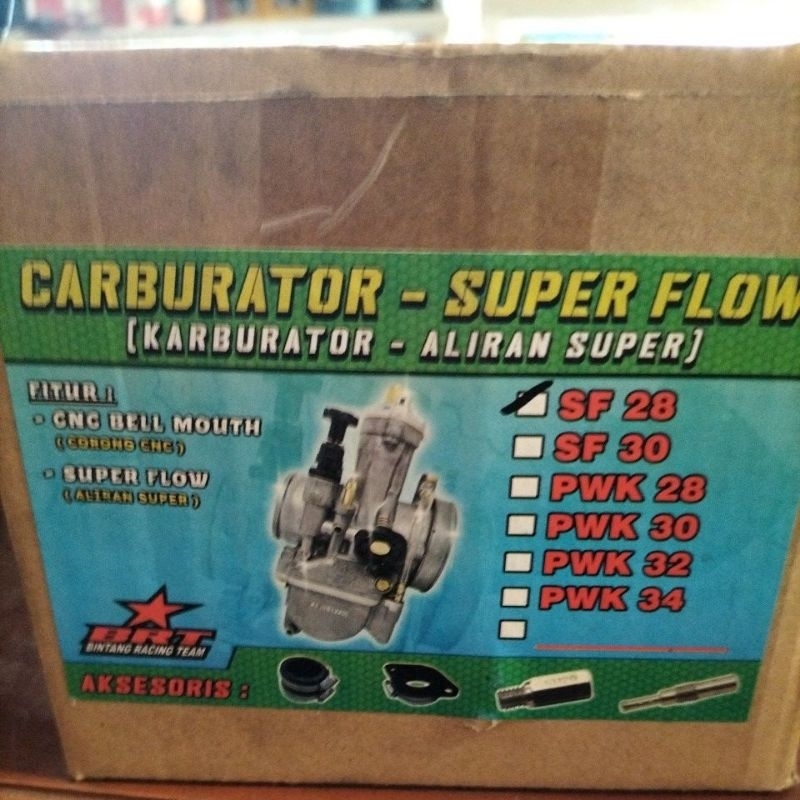 CARBURATOR - SUPER FLOW
[KARBURATOR - ALIRAN SUPER]
FITUR :
- CNC BELL MOUTH
( CORONG CNC )
- SUPER FLOW
( ALIRAN SUPER )
SF 28
SF 30
PWK 28
PWK 30
PWK 32
PWK 34
BRT
BINTANG RACING TEAM
AKSESORIS :